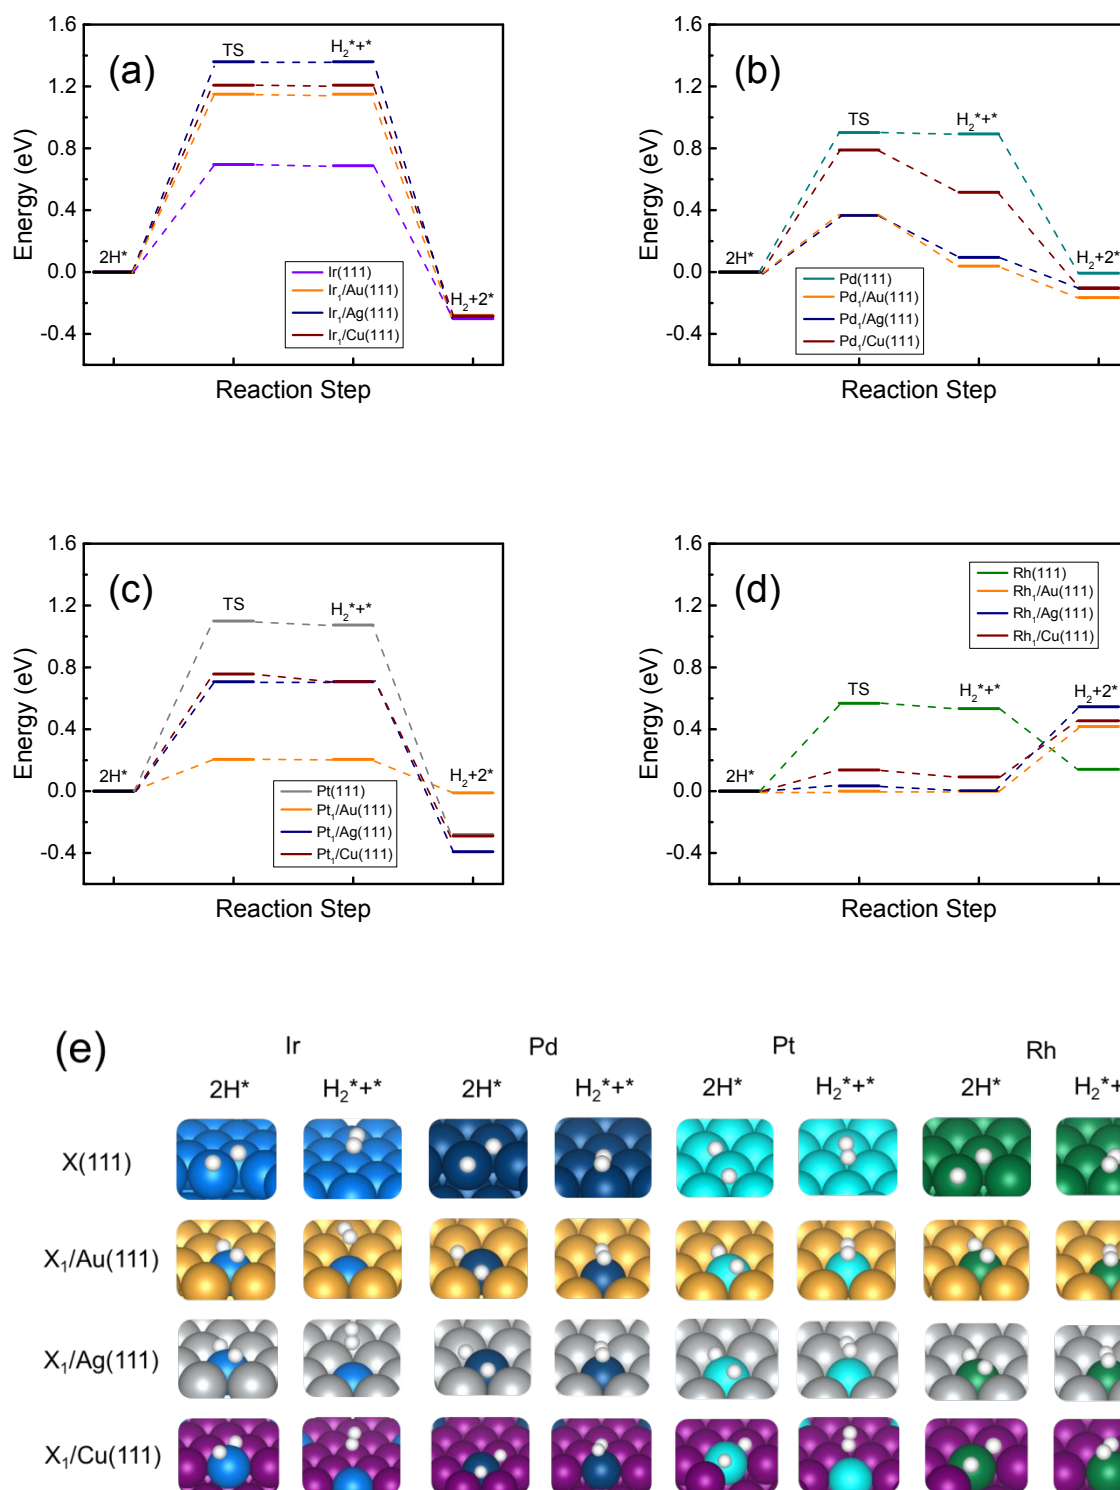 (a)
1.6
1.2
0.8
0.4
0.0
-0.4
Energy (eV)
2H*
TS
H₂*+*
H₂+2*
Ir(111)
Ir₁/Au(111)
Ir₁/Ag(111)
Ir₁/Cu(111)
Reaction Step
(b)
1.6
1.2
0.8
0.4
0.0
-0.4
Energy (eV)
2H*
TS
H₂*+*
H₂+2*
Pd(111)
Pd₁/Au(111)
Pd₁/Ag(111)
Pd₁/Cu(111)
Reaction Step
(c)
1.6
1.2
0.8
0.4
0.0
-0.4
Energy (eV)
2H*
TS
H₂*+*
H₂+2*
Pt(111)
Pt₁/Au(111)
Pt₁/Ag(111)
Pt₁/Cu(111)
Reaction Step
(d)
1.6
1.2
0.8
0.4
0.0
-0.4
Energy (eV)
2H*
TS
H₂*+*
H₂+2*
Rh(111)
Rh₁/Au(111)
Rh₁/Ag(111)
Rh₁/Cu(111)
Reaction Step
(e)
Ir Pd Pt Rh
2H* H₂*+* 2H* H₂*+* 2H* H₂*+* 2H*
X(111)
X₁/Au(111)
X₁/Ag(111)
X₁/Cu(111)